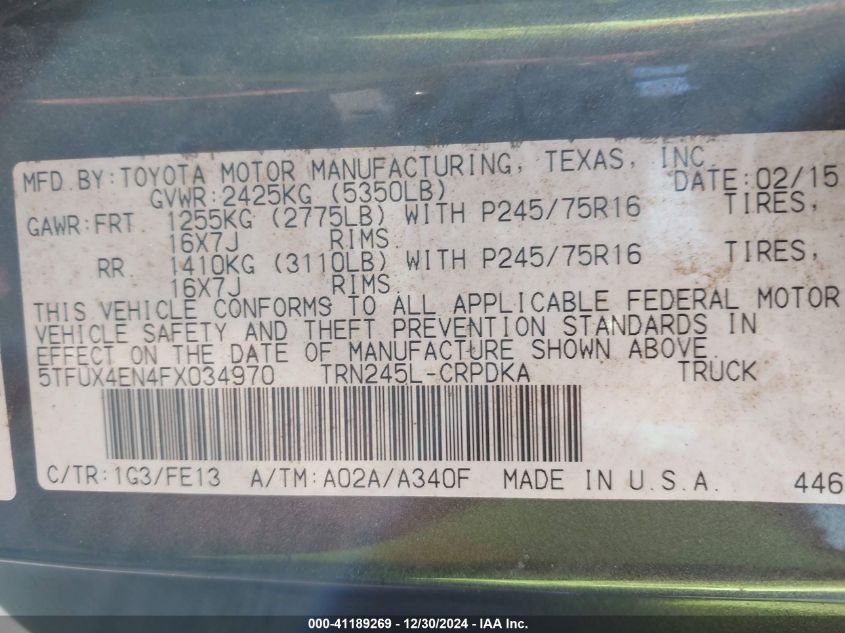 MFD BY: TOYOTA MOTOR MANUFACTURING, TEXAS, INC.
GVWR: 2425KG (5350LB) DATE: 02/15
GAWR: FRT. 1255KG (2775LB) WITH P245/75R16 TIRES,
16X7J RIMS
RR. 1410KG (3110LB) WITH P245/75R16 TIRES,
16X7J RIMS
THIS VEHICLE CONFORMS TO ALL APPLICABLE FEDERAL MOTOR
VEHICLE SAFETY AND THEFT PREVENTION STANDARDS IN
EFFECT ON THE DATE OF MANUFACTURE SHOWN ABOVE.
5TFUX4EN4FX034970 TRN245L-CRPDKA TRUCK
C/TR: 1G3/FE13 A/TM: A02A/A340F MADE IN U.S.A. 446
000-41189269 - 12/30/2024 - IAA Inc.